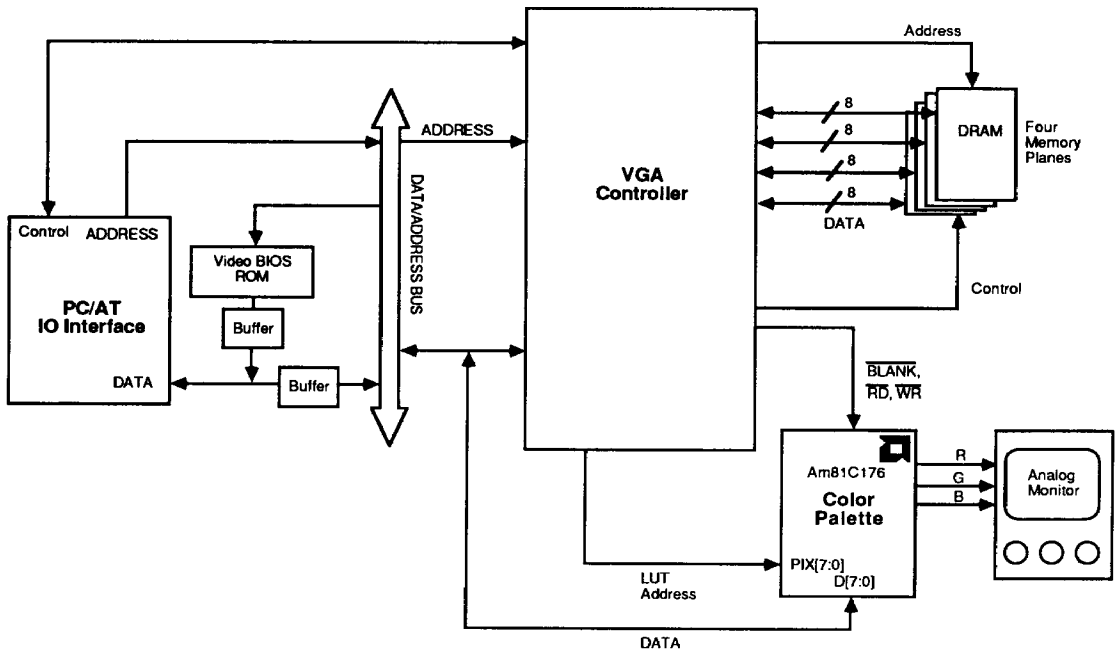 Address
8
8
8
8
DATA
DRAM
Four
Memory
Planes
Control
VGA
Controller
ADDRESS
DATA/ADDRESS BUS
Control
ADDRESS
PC/AT
IO Interface
DATA
Video BIOS
ROM
Buffer
Buffer
BLANK,
RD, WR
Am81C176
Color
Palette
PIX[7:0]
D[7:0]
R
G
B
Analog
Monitor
LUT
Address
DATA